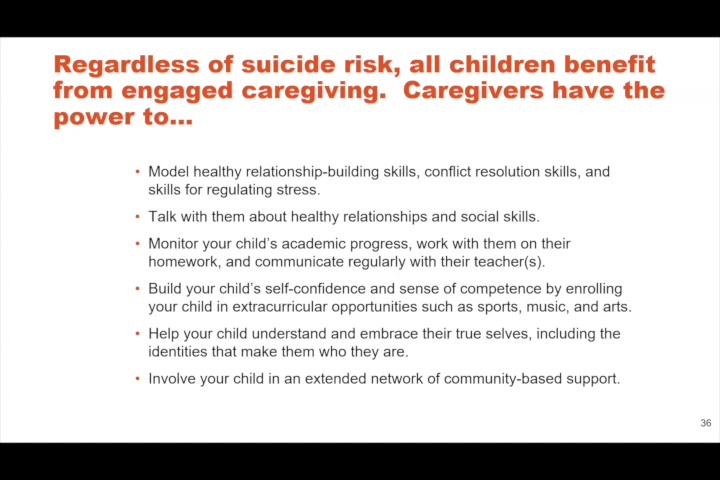 Regardless of suicide risk, all children benefit
from engaged caregiving.  Caregivers have the
power to...
• Model healthy relationship-building skills, conflict resolution skills, and
skills for regulating stress.
• Talk with them about healthy relationships and social skills.
• Monitor your child's academic progress, work with them on their
homework, and communicate regularly with their teacher(s).
• Build your child's self-confidence and sense of competence by enrolling
your child in extracurricular opportunities such as sports, music, and arts.
• Help your child understand and embrace their true selves, including the
identities that make them who they are.
• Involve your child in an extended network of community-based support.
36